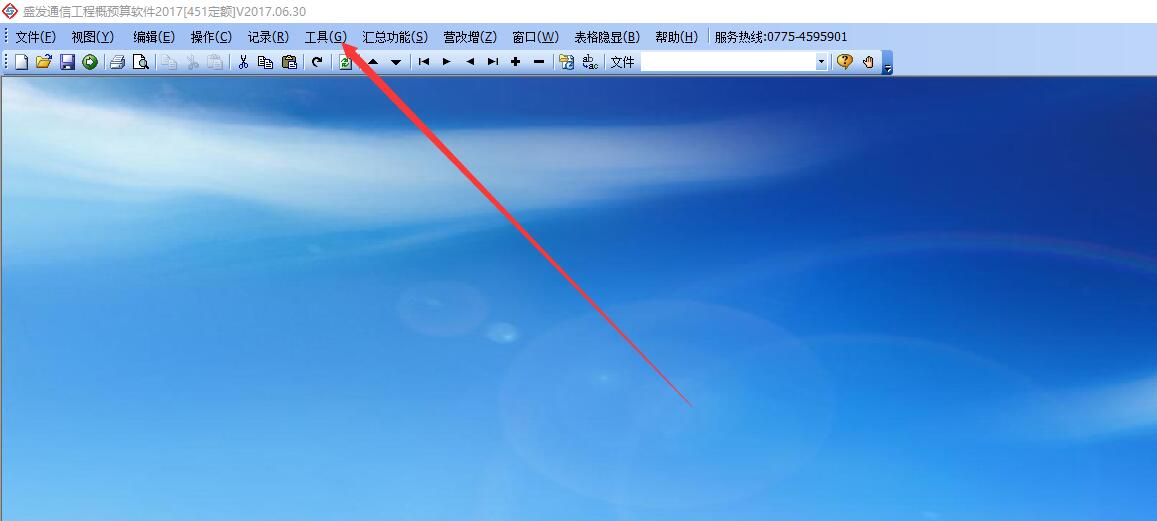 盛发通信工程概预算软件2017[451定额]V2017.06.30
文件(F) 视图(Y) 编辑(E) 操作(C) 记录(R) 工具(G) 汇总功能(S) 营改增(Z) 窗口(W) 表格隐显(B) 帮助(H) 服务热线:0775-4595901
文件